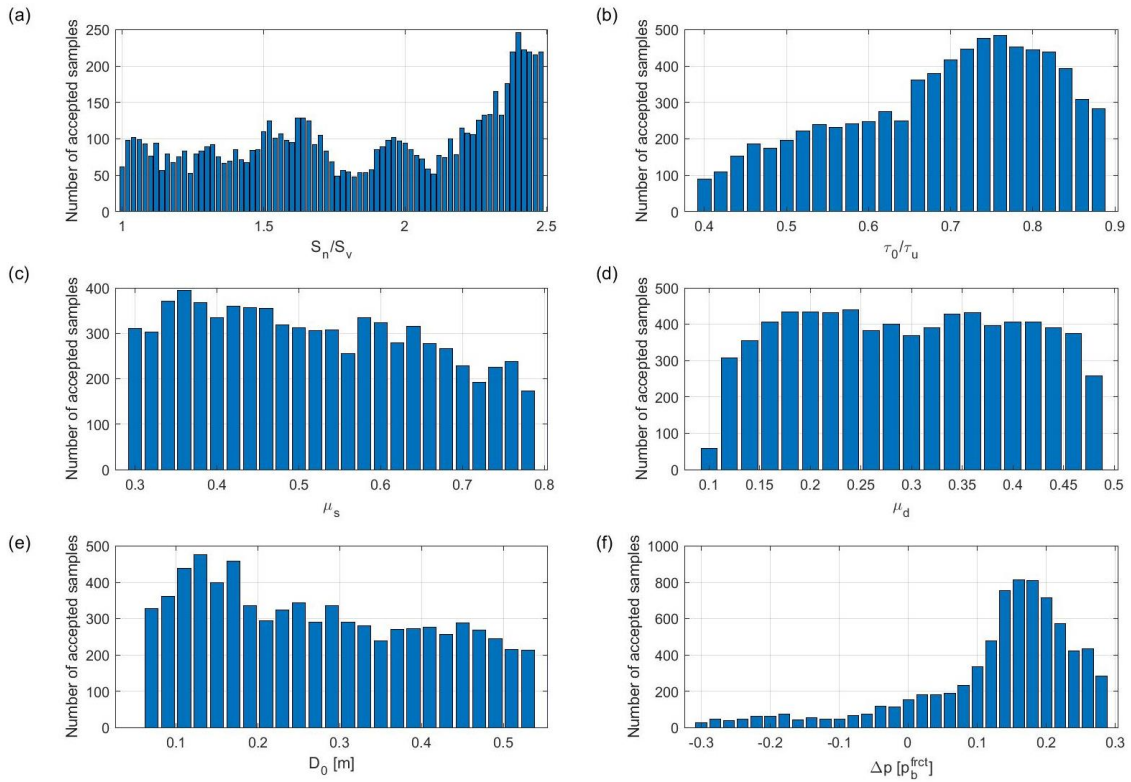 (a)
Number of accepted samples
250
200
150
100
50
0
1 1.5 2 2.5
S_n/S_v
(b)
Number of accepted samples
500
400
300
200
100
0
0.4 0.5 0.6 0.7 0.8 0.9
τ_0/τ_u
(c)
Number of accepted samples
400
300
200
100
0
0.3 0.4 0.5 0.6 0.7 0.8
μ_s
(d)
Number of accepted samples
500
400
300
200
100
0
0.1 0.15 0.2 0.25 0.3 0.35 0.4 0.45 0.5
μ_d
(e)
Number of accepted samples
500
400
300
200
100
0
0.1 0.2 0.3 0.4 0.5
D_0 [m]
(f)
Number of accepted samples
1000
800
600
400
200
0
-0.3 -0.2 -0.1 0 0.1 0.2 0.3
Δp [p_b^frct]